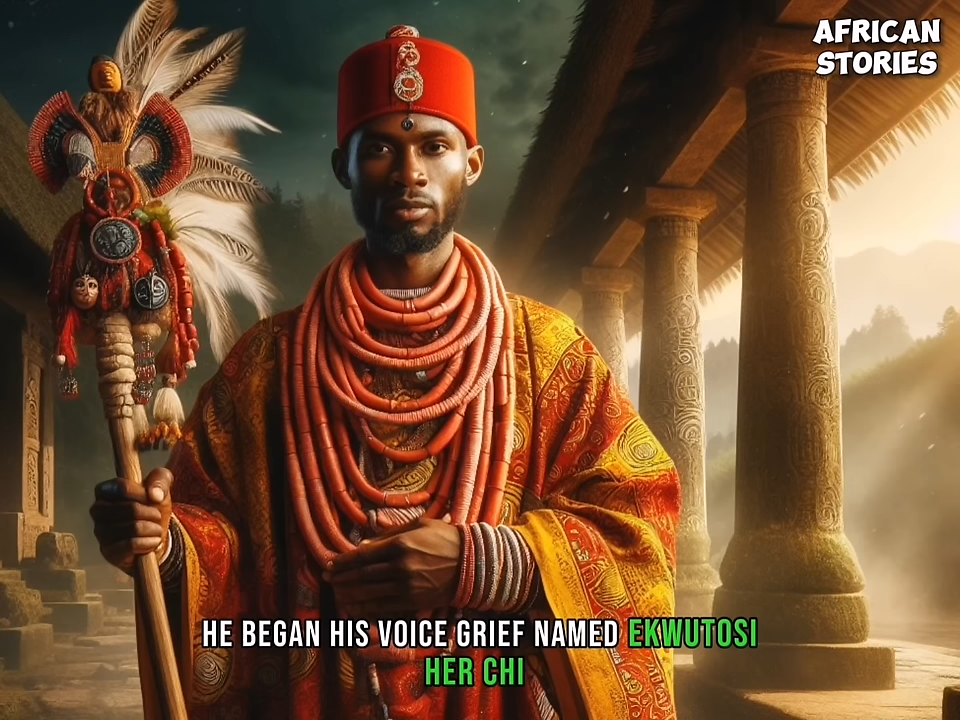 AFRICAN
STORIES
HE BEGAN HIS VOICE GRIEF NAMED EKWUTOSI
HER CHI